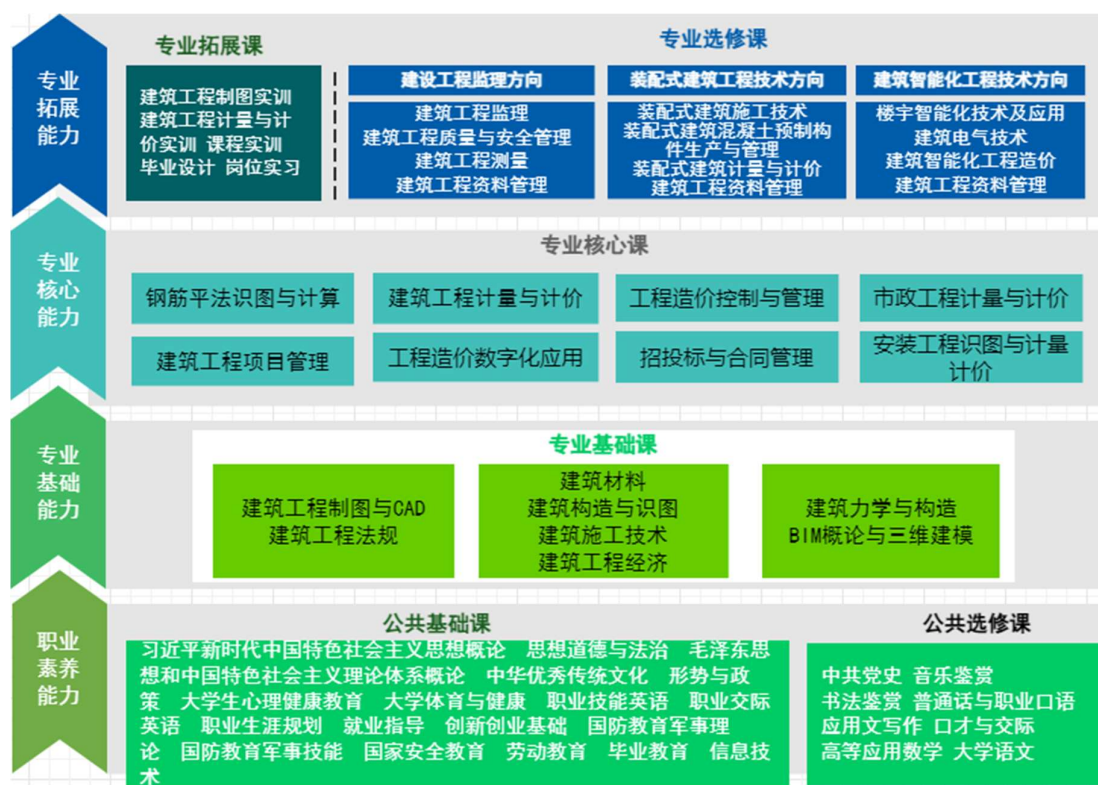 专业
拓展
能力
专业拓展课
建筑工程制图实训
建筑工程计量与计
价实训 课程实训
毕业设计 岗位实习
专业选修课
建设工程监理方向
建筑工程监理
建筑工程质量与安全管理
建筑工程测量
建筑工程资料管理
装配式建筑工程技术方向
装配式建筑施工技术
装配式建筑混凝土预制构
件生产与管理
装配式建筑计量与计价
建筑工程资料管理
建筑智能化工程技术方向
楼宇智能化技术及应用
建筑电气技术
建筑智能化工程造价
建筑工程资料管理
专业
核心
能力
专业核心课
钢筋平法识图与计算
建筑工程计量与计价
工程造价控制与管理
市政工程计量与计价
建筑工程项目管理
工程造价数字化应用
招投标与合同管理
安装工程识图与计量
计价
专业
基础
能力
专业基础课
建筑工程制图与CAD
建筑工程法规
建筑材料
建筑构造与识图
建筑施工技术
建筑工程经济
建筑力学与构造
BIM概论与三维建模
职业
素养
能力
公共基础课
习近平新时代中国特色社会主义思想概论 思想道德与法治 毛泽东思
想和中国特色社会主义理论体系概论 中华优秀传统文化 形势与政
策 大学生心理健康教育 大学体育与健康 职业技能英语 职业交际
英语 职业生涯规划 就业指导 创新创业基础 国防教育军事理
论 国防教育军事技能 国家安全教育 劳动教育 毕业教育 信息技
术
公共选修课
中共党史 音乐鉴赏
书法鉴赏 普通话与职业口语
应用文写作 口才与交际
高等应用数学 大学语文